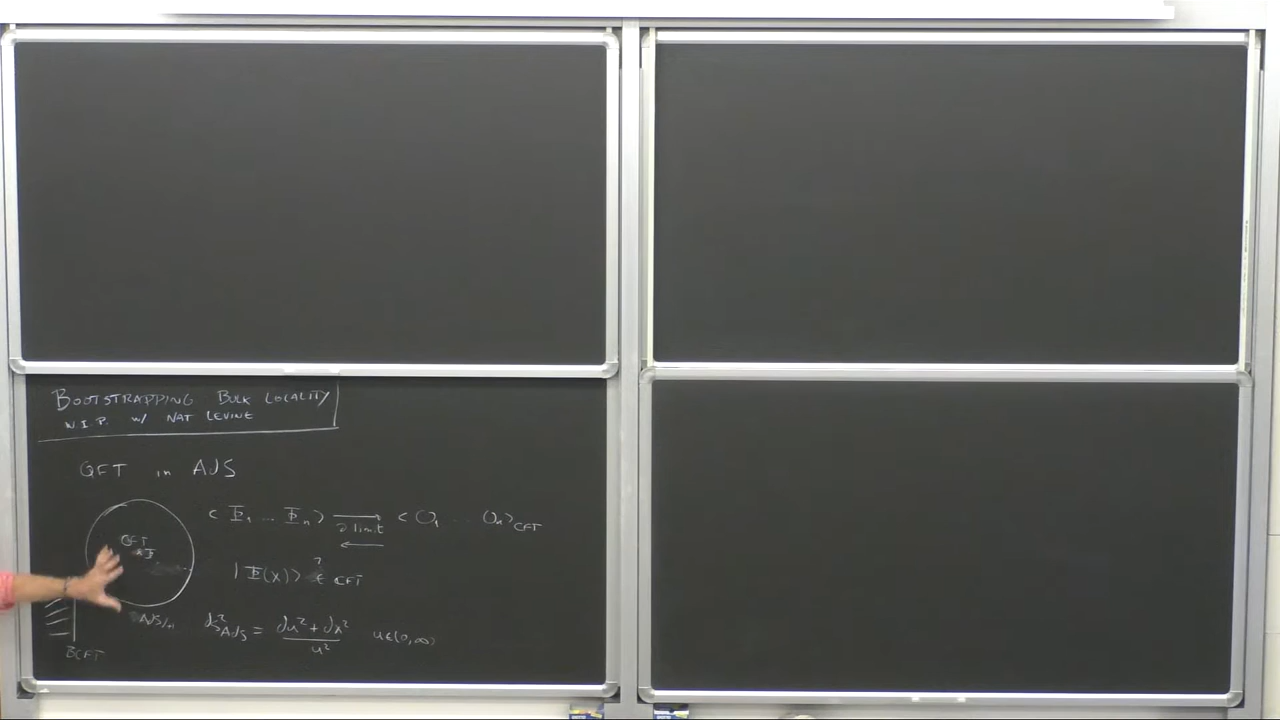 BOOTSTRAPPING BULK LOCALITY
W.I.P. w/ NAT LEVINE
QFT in AdS
QFT
Φ
< Φ₁ ... Φₙ > ⟶ < O₁ ... Oₙ >CFT
∂ limit
⟵
|Φ(x)> ∈? CFT
ds²AdS = (du² + dx²)/u² u∈(0,∞)
BCFT